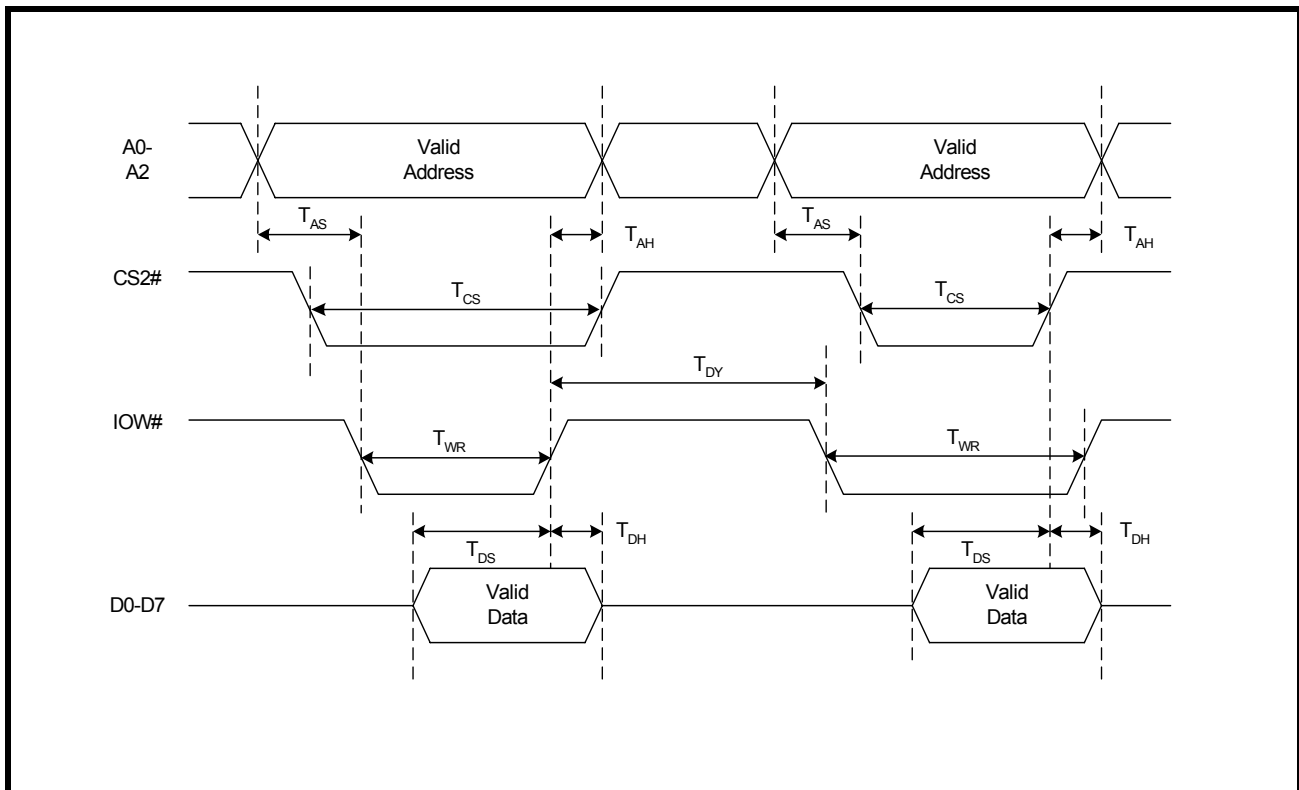 A0-
A2
Valid
Address
Valid
Address
TAS
TAH
TAS
TAH
CS2#
TCS
TCS
TDY
IOW#
TWR
TWR
TDS
TDH
TDS
TDH
D0-D7
Valid
Data
Valid
Data